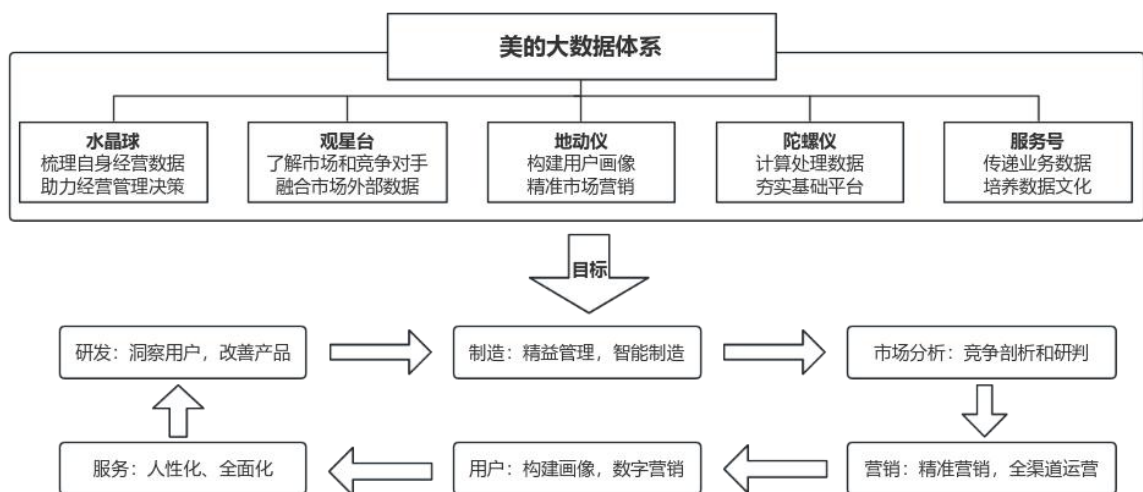 美的大数据体系
水晶球
梳理自身经营数据
助力经营管理决策
观星台
了解市场和竞争对手
融合市场外部数据
地动仪
构建用户画像
精准市场营销
陀螺仪
计算处理数据
夯实基础平台
服务号
传递业务数据
培养数据文化
目标
研发：洞察用户，改善产品
制造：精益管理，智能制造
市场分析：竞争剖析和研判
服务：人性化、全面化
用户：构建画像，数字营销
营销：精准营销，全渠道运营